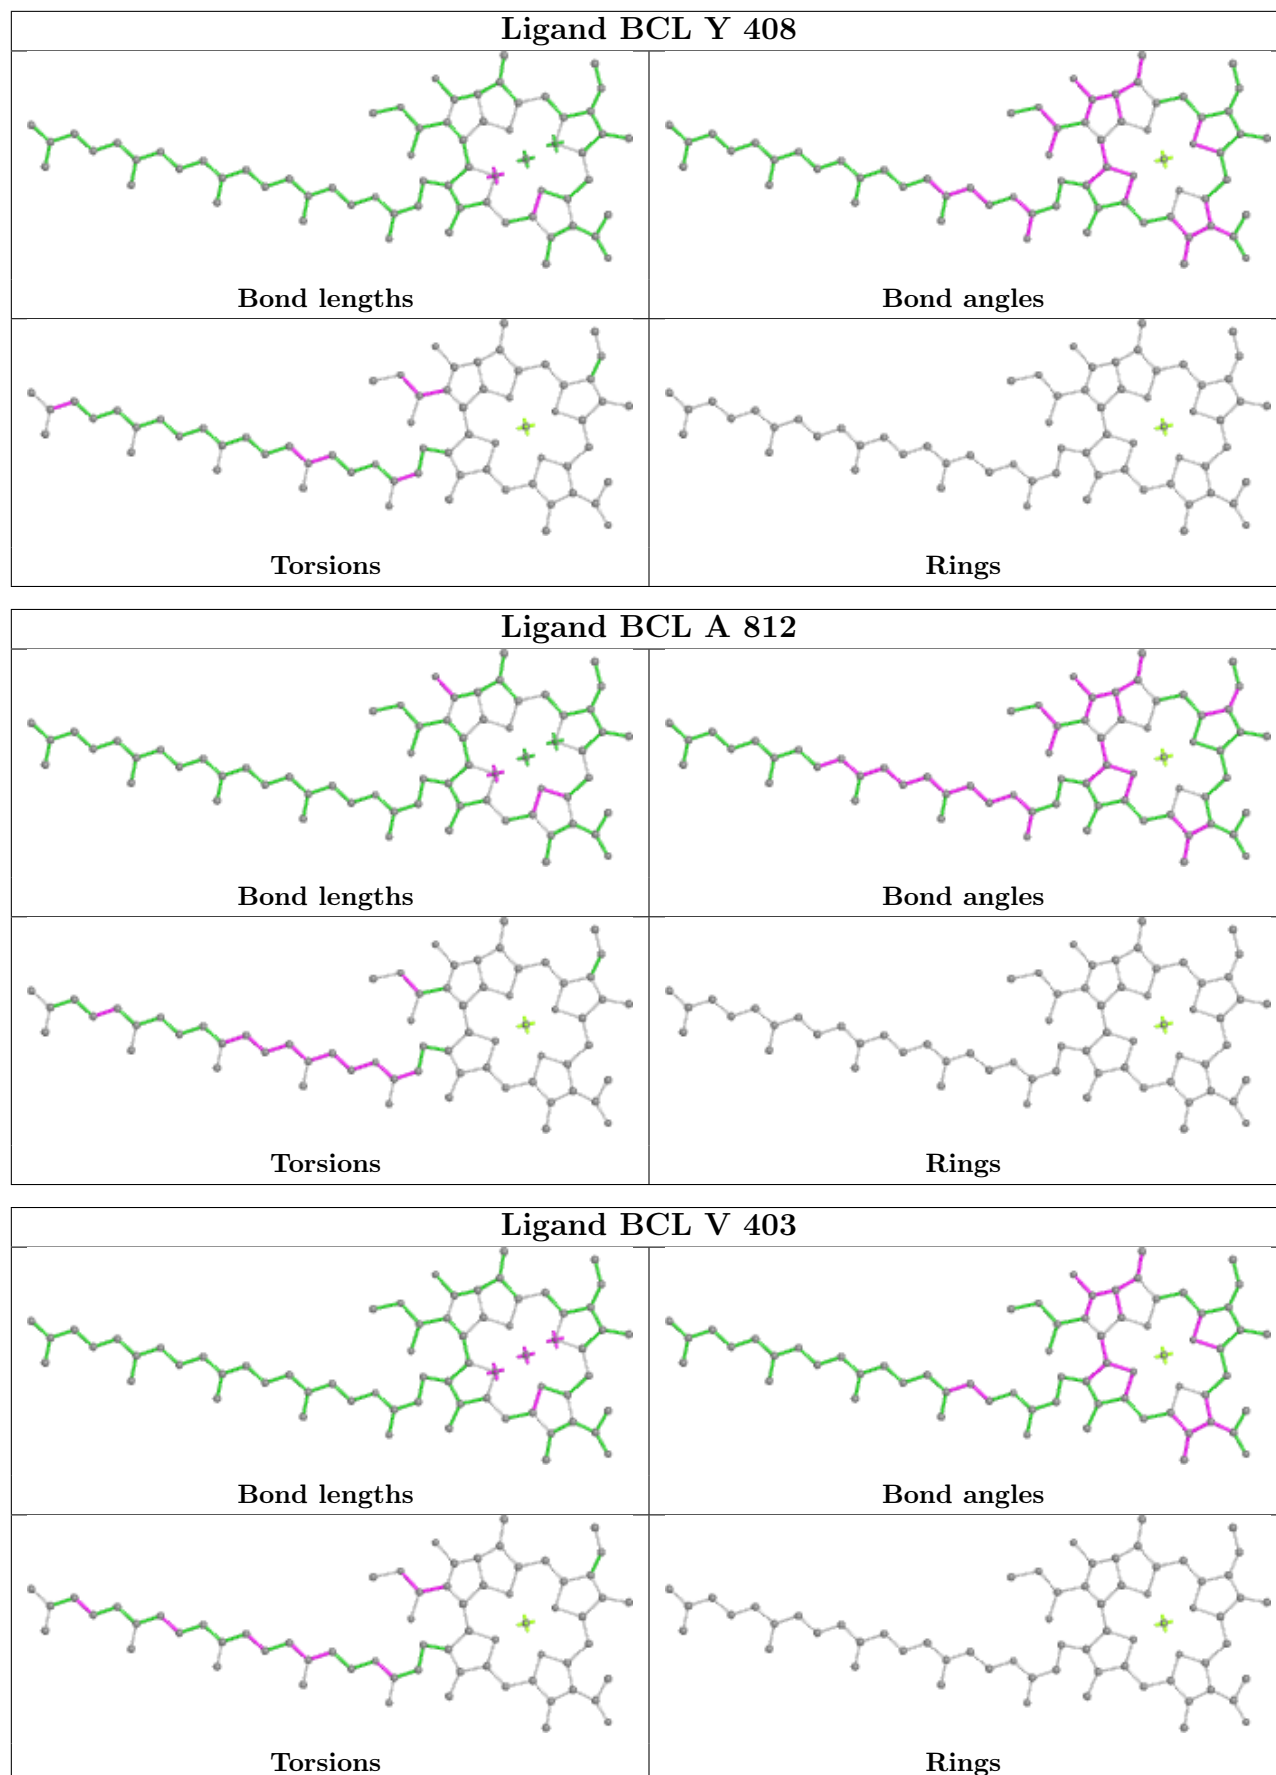 Ligand BCL Y 408
Bond lengths
Bond angles
Torsions
Rings
Ligand BCL A 812
Bond lengths
Bond angles
Torsions
Rings
Ligand BCL V 403
Bond lengths
Bond angles
Torsions
Rings